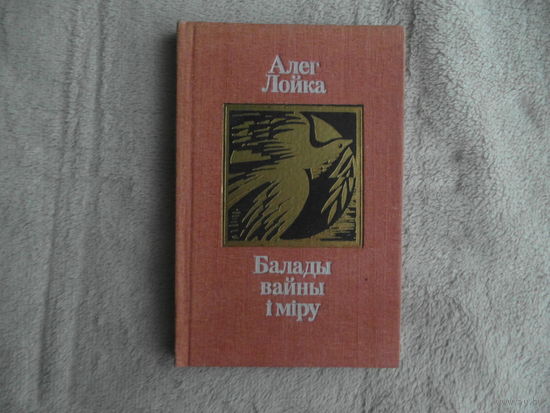 Алег
Лойка
Балады
вайны
і міру